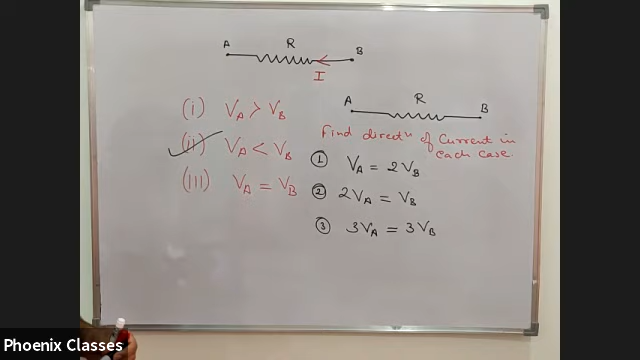 A R B
I
(i) VA > VB
(ii) VA < VB
(III) VA = VB
A R B
Find directn of Current in
each case.
① VA = 2VB
② 2VA = VB
③ 3VA = 3VB
Phoenix Classes